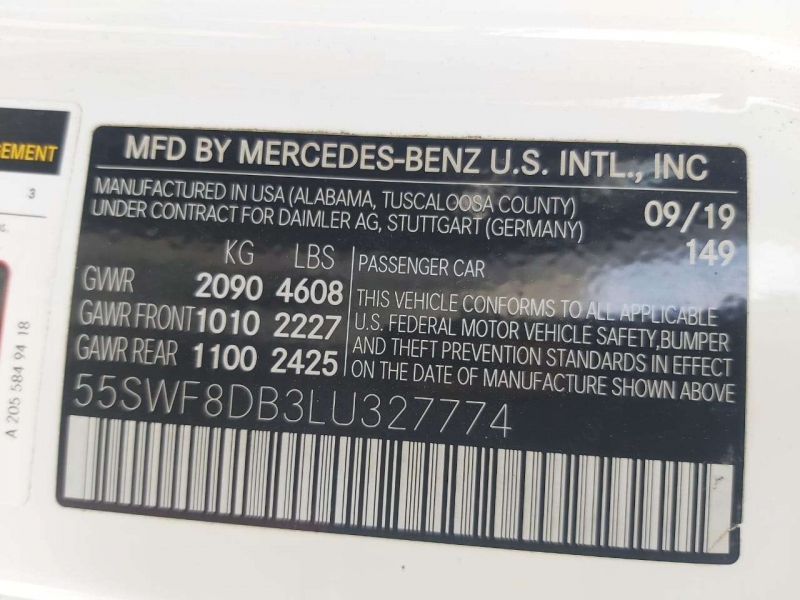 EMENT
3
A 205 584 94 18
MFD BY MERCEDES-BENZ U.S. INTL., INC
MANUFACTURED IN USA (ALABAMA, TUSCALOOSA COUNTY)
UNDER CONTRACT FOR DAIMLER AG, STUTTGART (GERMANY)
09/19
149
KG LBS
GVWR 2090 4608
GAWR FRONT 1010 2227
GAWR REAR 1100 2425
PASSENGER CAR
THIS VEHICLE CONFORMS TO ALL APPLICABLE
U.S. FEDERAL MOTOR VEHICLE SAFETY,BUMPER
AND THEFT PREVENTION STANDARDS IN EFFECT
ON THE DATE OF MANUFACTURE SHOWN ABOVE
55SWF8DB3LU327774